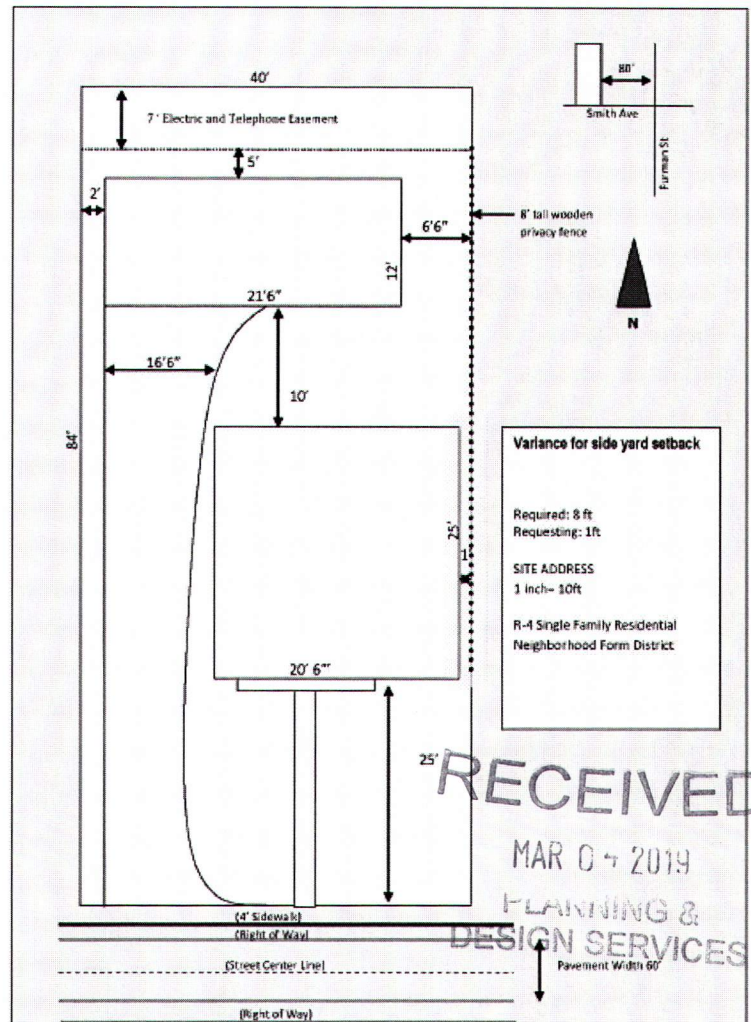 40'
80'
7 ' Electric and Telephone Easement
Smith Ave
Furman St
5'
2'
8' tall wooden
privacy fence
6'6"
12'
N
21'6"
16'6"
10'
84'
Variance for side yard setback
Required: 8 ft
Requesting: 1ft
25'
1'
SITE ADDRESS
1 inch= 10ft
R-4 Single Family Residential
Neighborhood Form District
20' 6"'
25'
RECEIVED
MAR 04 2019
PLANNING &
DESIGN SERVICES
(4' Sidewalk)
(Right of Way)
(Street Center Line)
Pavement Width 60'
(Right of Way)